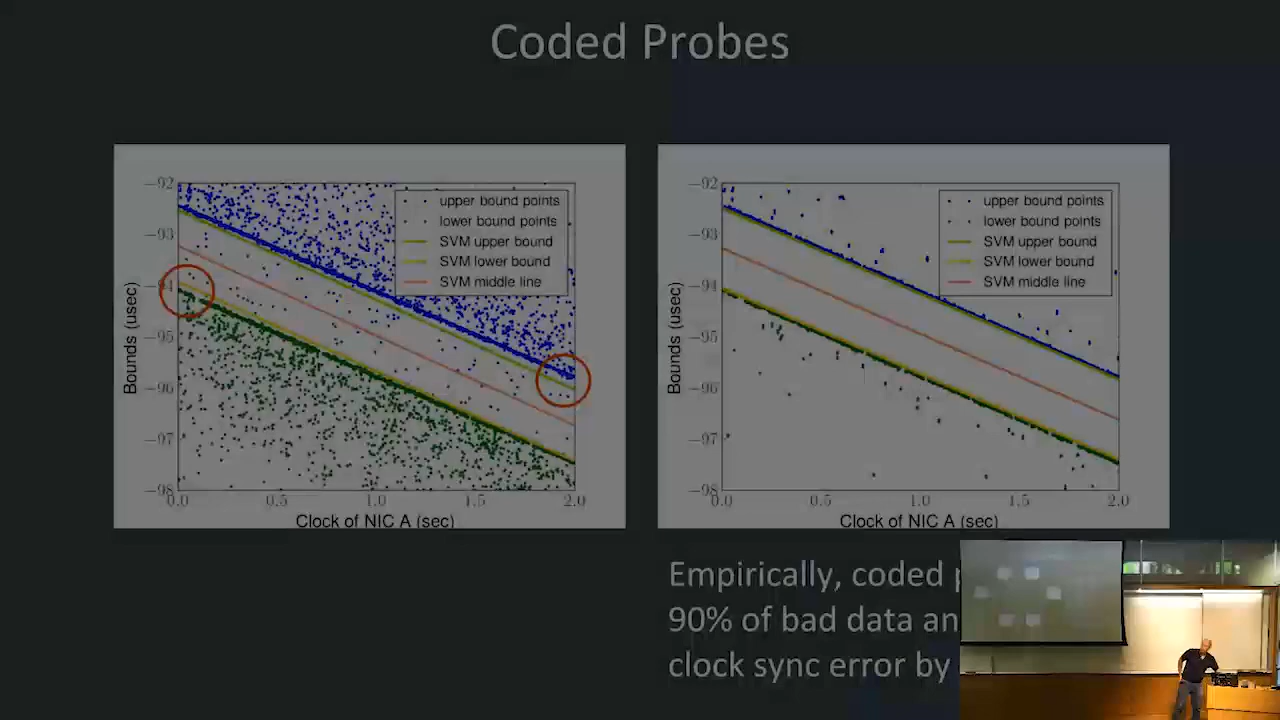 Coded Probes
−92
−93
−94
−95
−96
−97
−98
0.0 0.5 1.0 1.5 2.0
Bounds (usec)
Clock of NIC A (sec)
upper bound points
lower bound points
SVM upper bound
SVM lower bound
SVM middle line
−92
−93
−94
−95
−96
−97
−98
0.0 0.5 1.0 1.5 2.0
Bounds (usec)
Clock of NIC A (sec)
upper bound points
lower bound points
SVM upper bound
SVM lower bound
SVM middle line
Empirically, coded
90% of bad data an
clock sync error by